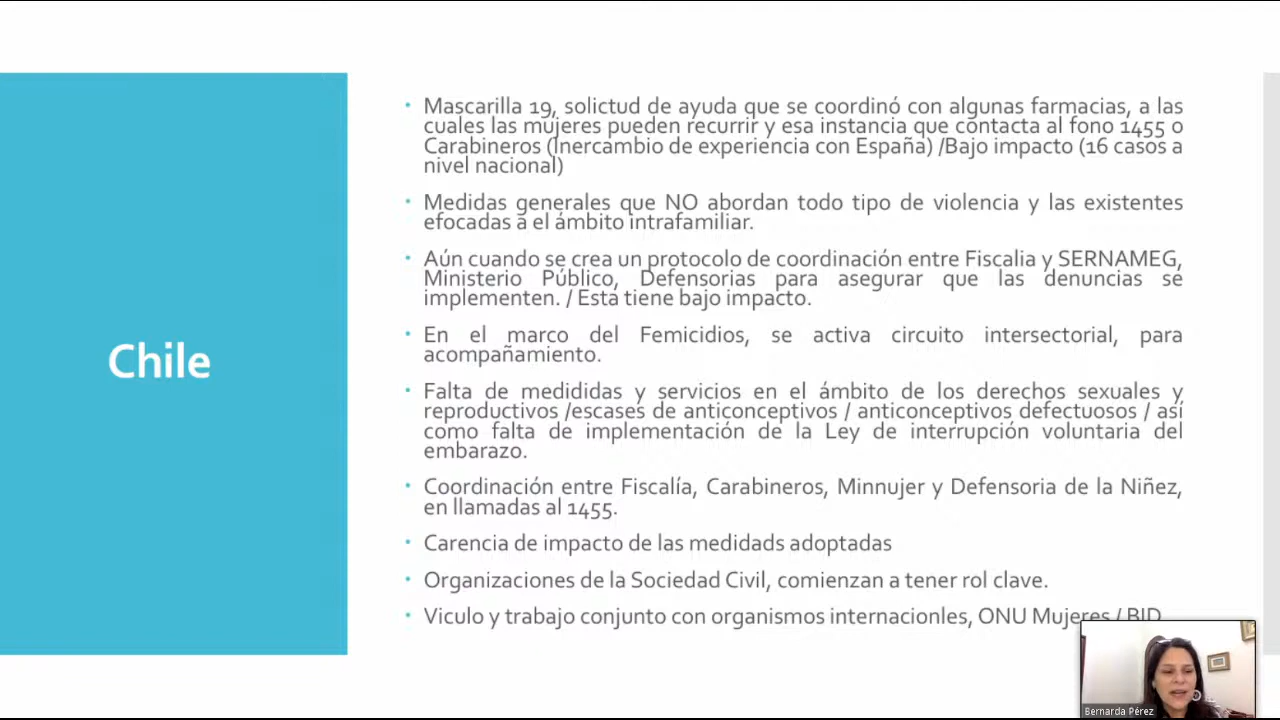 Chile
Mascarilla 19, solictud de ayuda que se coordinó con algunas farmacias, a las
cuales las mujeres pueden recurrir y esa instancia que contacta al fono 1455 o
Carabineros (Inercambio de experiencia con España) /Bajo impacto (16 casos a
nivel nacional)
Medidas generales que NO abordan todo tipo de violencia y las existentes
efocadas a el ámbito intrafamiliar.
Aún cuando se crea un protocolo de coordinación entre Fiscalia y SERNAMEG,
Ministerio Público, Defensorias para asegurar que las denuncias se
implementen. / Esta tiene bajo impacto.
En el marco del Femicidios, se activa circuito intersectorial, para
acompañamiento.
Falta de medididas y servicios en el ámbito de los derechos sexuales y
reproductivos /escases de anticonceptivos / anticonceptivos defectuosos / así
como falta de implementación de la Ley de interrupción voluntaria del
embarazo.
Coordinación entre Fiscalía, Carabineros, Minnujer y Defensoria de la Niñez,
en llamadas al 1455.
Carencia de impacto de las medidads adoptadas
Organizaciones de la Sociedad Civil, comienzan a tener rol clave.
Viculo y trabajo conjunto con organismos internacionles, ONU Mujeres / BID
Bernarda Pérez